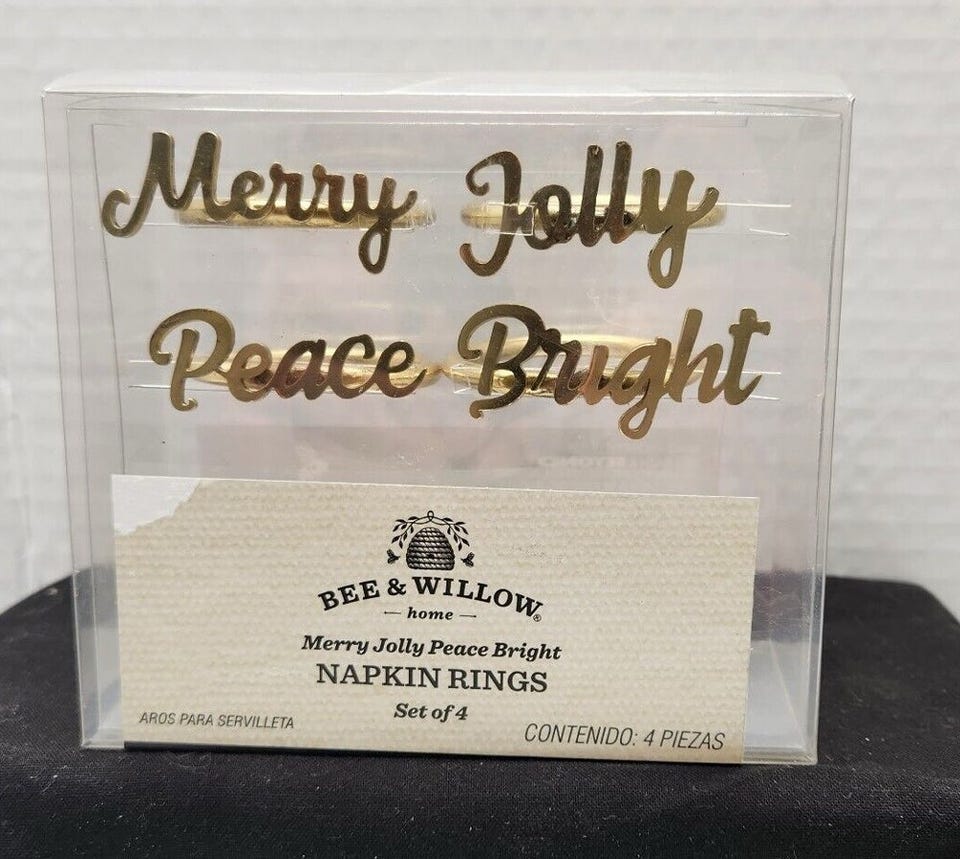 Merry Jolly
Peace Bright
BEE & WILLOW®
— home —
Merry Jolly Peace Bright
NAPKIN RINGS
Set of 4
AROS PARA SERVILLETA
CONTENIDO: 4 PIEZAS